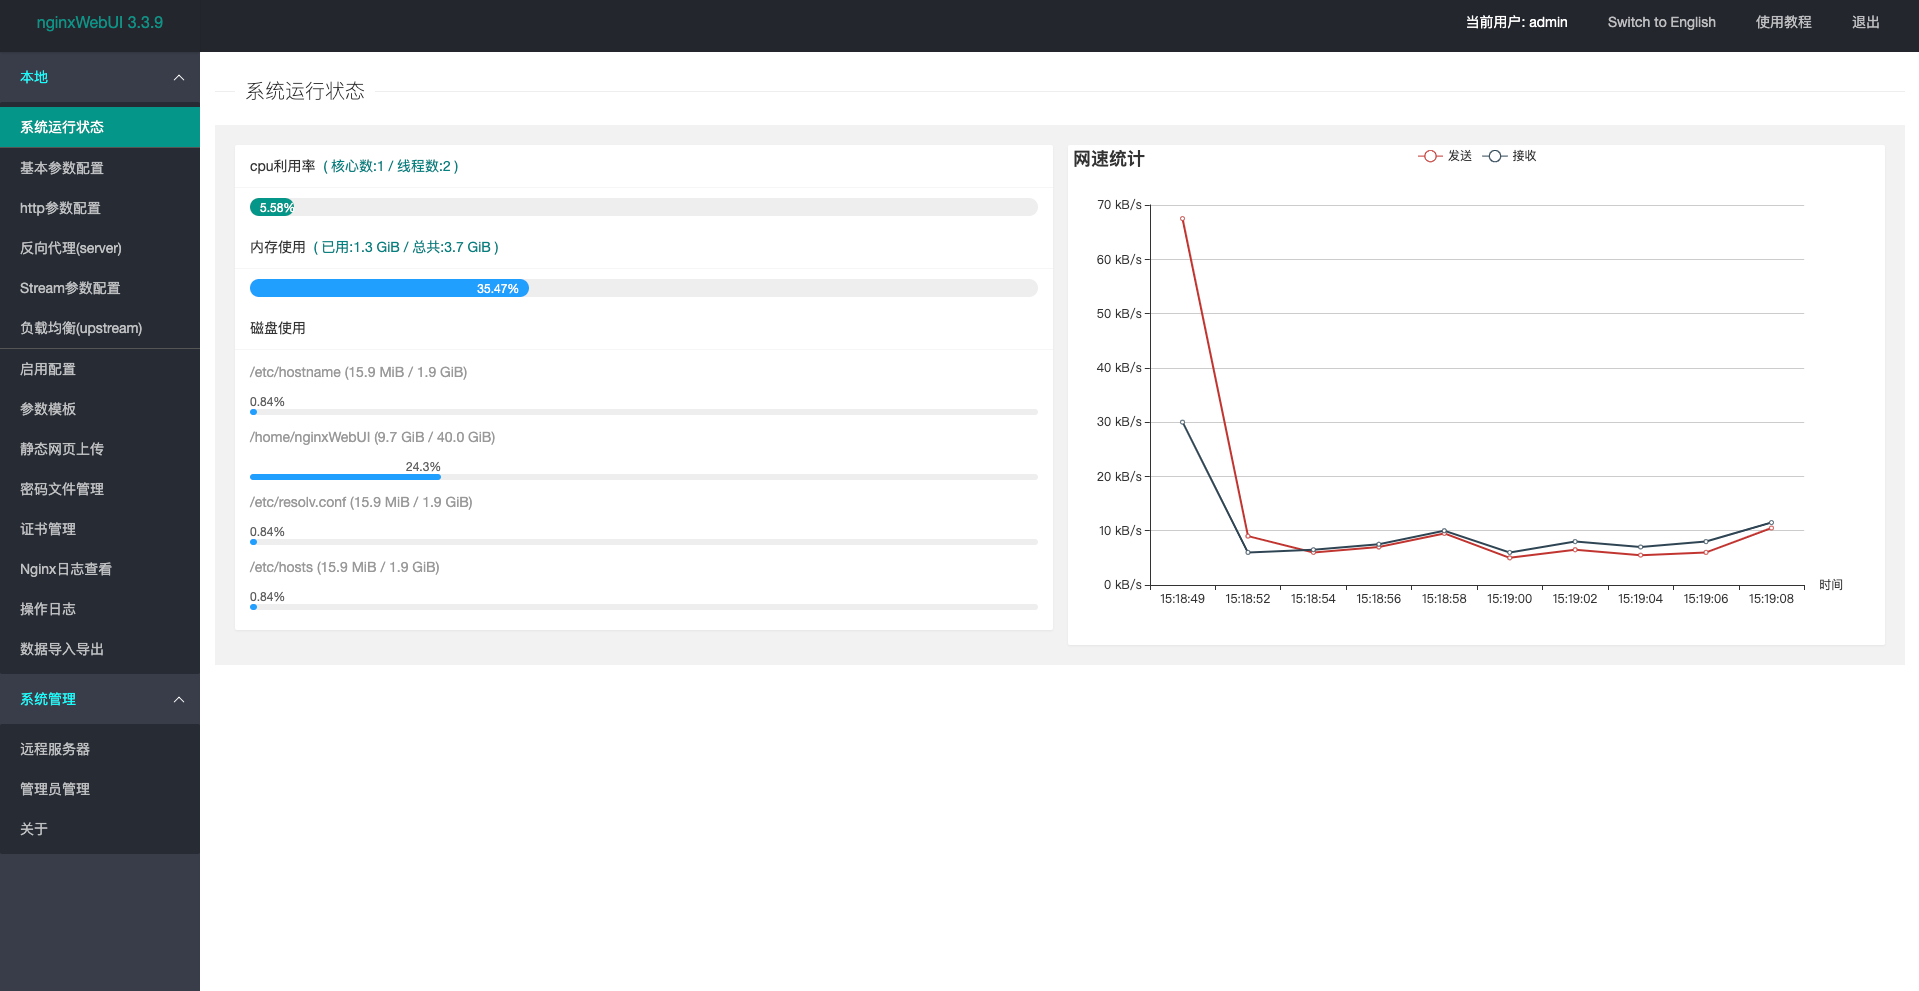 nginxWebUI 3.3.9
当前用户: admin
Switch to English
使用教程
退出
本地
系统运行状态
基本参数配置
http参数配置
反向代理(server)
Stream参数配置
负载均衡(upstream)
启用配置
参数模板
静态网页上传
密码文件管理
证书管理
Nginx日志查看
操作日志
数据导入导出
系统管理
远程服务器
管理员管理
关于
系统运行状态
cpu利用率 ( 核心数:1 / 线程数:2 )
5.58%
内存使用 ( 已用:1.3 GiB / 总共:3.7 GiB )
35.47%
磁盘使用
/etc/hostname (15.9 MiB / 1.9 GiB)
0.84%
/home/nginxWebUI (9.7 GiB / 40.0 GiB)
24.3%
/etc/resolv.conf (15.9 MiB / 1.9 GiB)
0.84%
/etc/hosts (15.9 MiB / 1.9 GiB)
0.84%
网速统计
发送 接收
70 kB/s
60 kB/s
50 kB/s
40 kB/s
30 kB/s
20 kB/s
10 kB/s
0 kB/s
时间
15:18:49 15:18:52 15:18:54 15:18:56 15:18:58 15:19:00 15:19:02 15:19:04 15:19:06 15:19:08